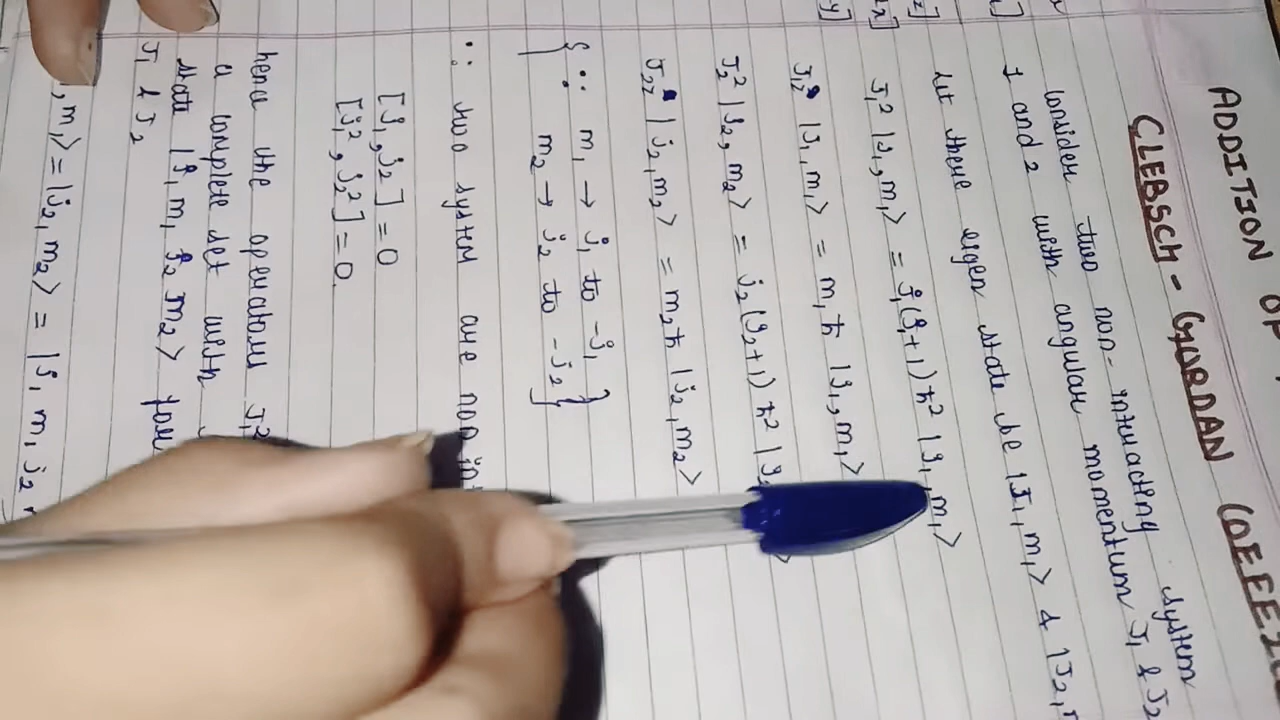 ADDITION OF
CLEBSCH - GORDAN COEFFI
consider two non-interacting system
1 and 2 with angular momentum J₁ & J₂
let these eigen state be |J₁, m₁> & |J₂,
J₁² |J₁, m₁> = J₁(J₁+1) ħ² |J₁, m₁>
J₁z |J₁, m₁> = m₁ħ |J₁, m₁>
J₂² |J₂, m₂> = J₂(J₂+1) ħ² |J₂
J₂z |J₂, m₂> = m₂ħ |J₂, m₂>
{∵ m₁ → J₁ to -J₁
m₂ → J₂ to -J₂}
∵ two system are non in
[J₁, J₂] = 0
[J₁², J₂²] = 0
hence the operators J₁²
a complete set with
state |J₁ m₁ J₂ m₂> for
J₁ & J₂
, m₁> = |J₂, m₂> = |J₁ m₁ J₂